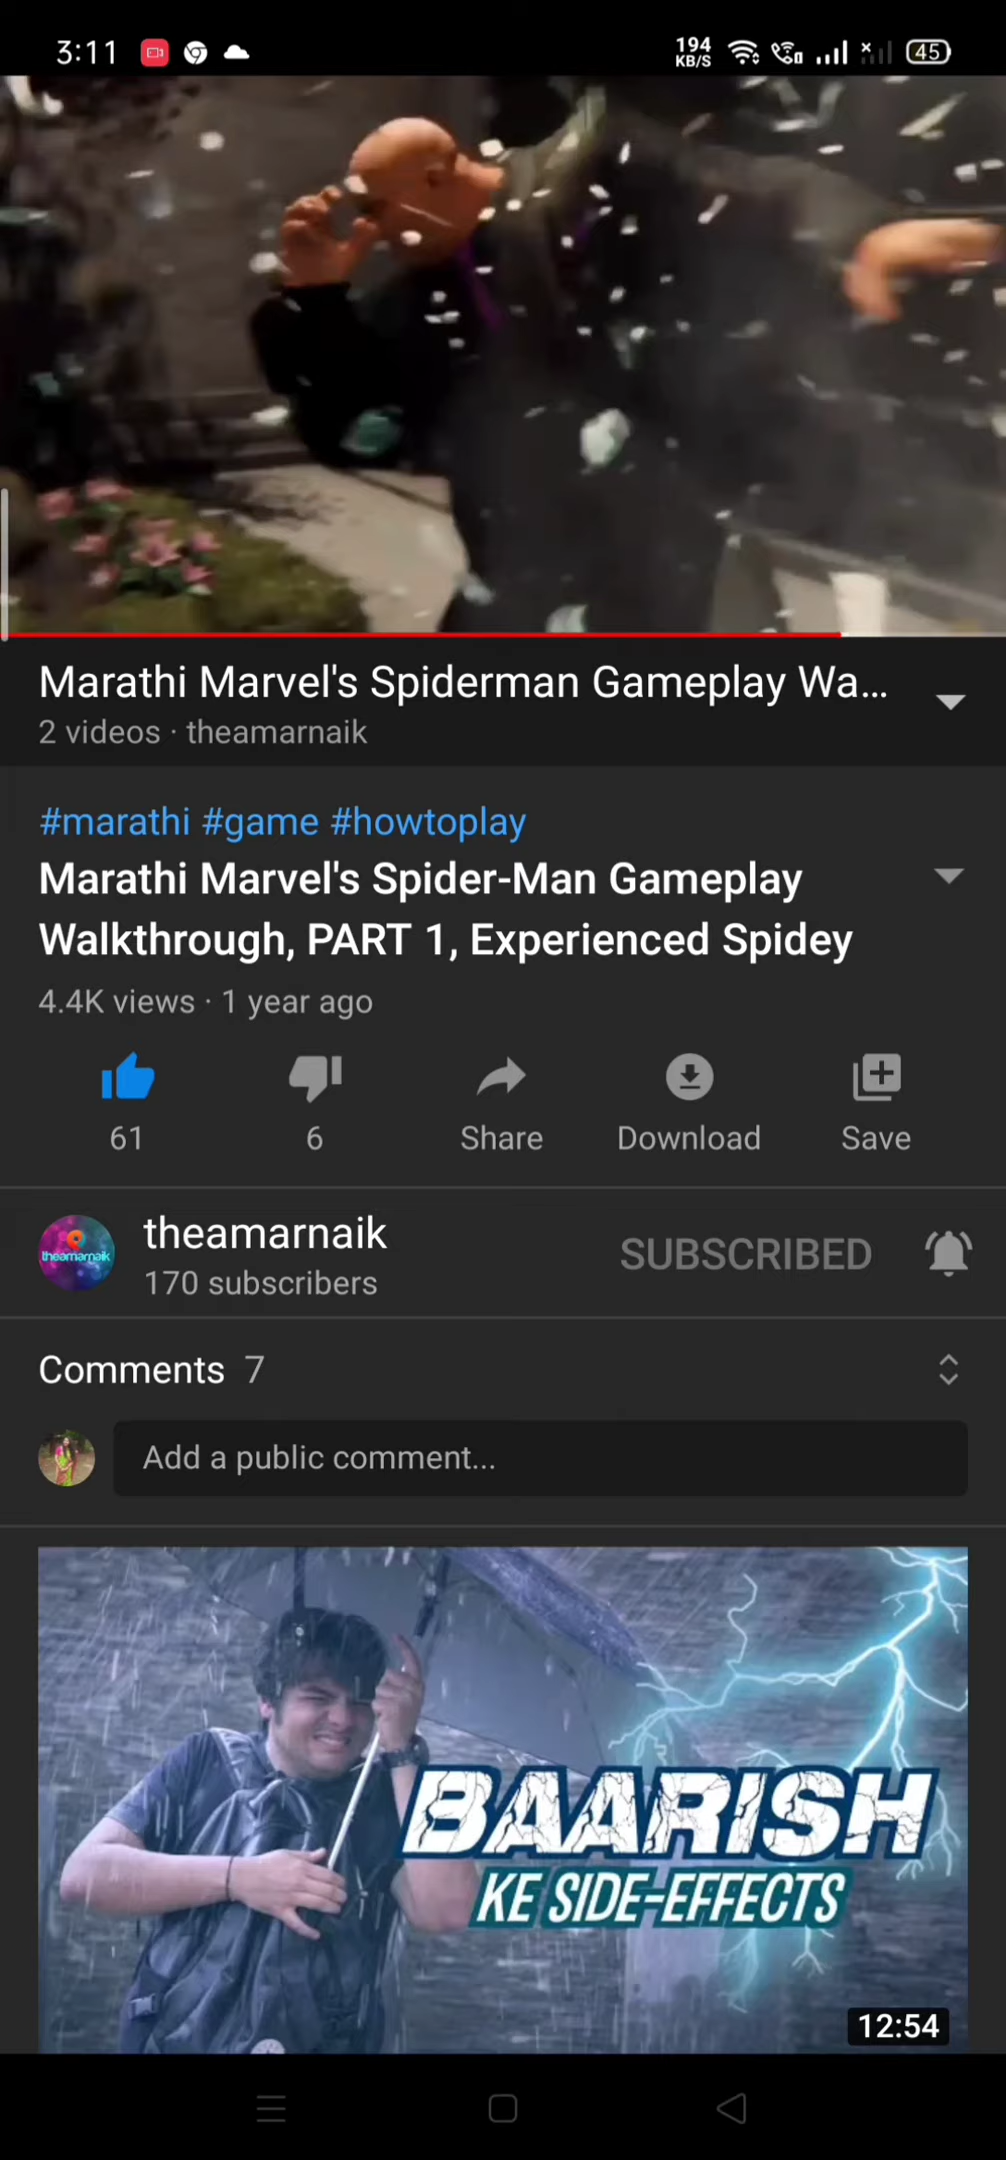 3:11
194
KB/S
45
Marathi Marvel's Spiderman Gameplay Wa...
2 videos · theamarnaik
#marathi #game #howtoplay
Marathi Marvel's Spider-Man Gameplay
Walkthrough, PART 1, Experienced Spidey
4.4K views · 1 year ago
61
6
Share
Download
Save
theamarnaik
theamarnaik
170 subscribers
SUBSCRIBED
Comments 7
Add a public comment...
BAARISH
KE SIDE-EFFECTS
12:54